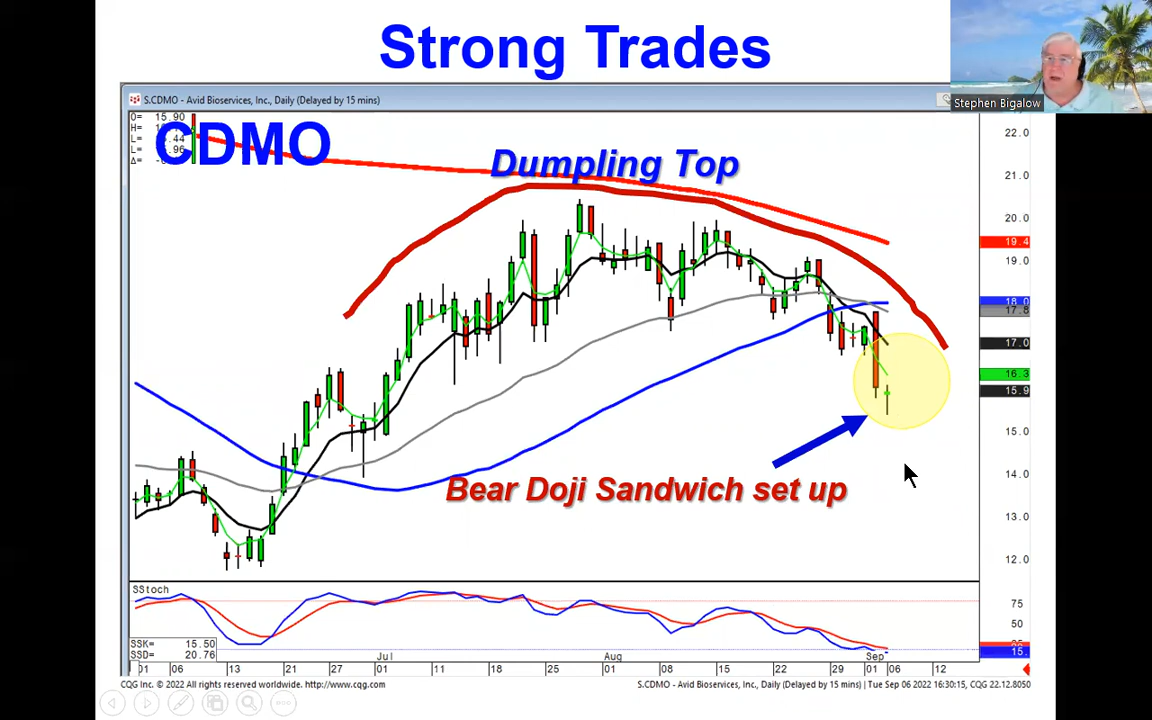 Strong Trades
Stephen Bigalow
S.CDMO - Avid Bioservices, Inc., Daily (Delayed by 15 mins)
O= 15.90
H=
L=
L=
Δ=
CDMO
Dumpling Top
22.0
21.0
20.0
19.4
19.0
18.0
17.8
17.0
16.3
15.9
15.0
14.0
13.0
12.0
Bear Doji Sandwich set up
SStoch
75
50
15.
SSK= 15.50
SSD= 20.76
Jul Aug Sep
01 06 13 21 27 01 11 18 25 01 08 15 22 29 01 06 12
CQG Inc. © 2022 All rights reserved worldwide. http://www.cqg.com
S.CDMO - Avid Bioservices, Inc., Daily (Delayed by 15 mins) | Tue Sep 06 2022 16:30:15, CQG 22.12.8050